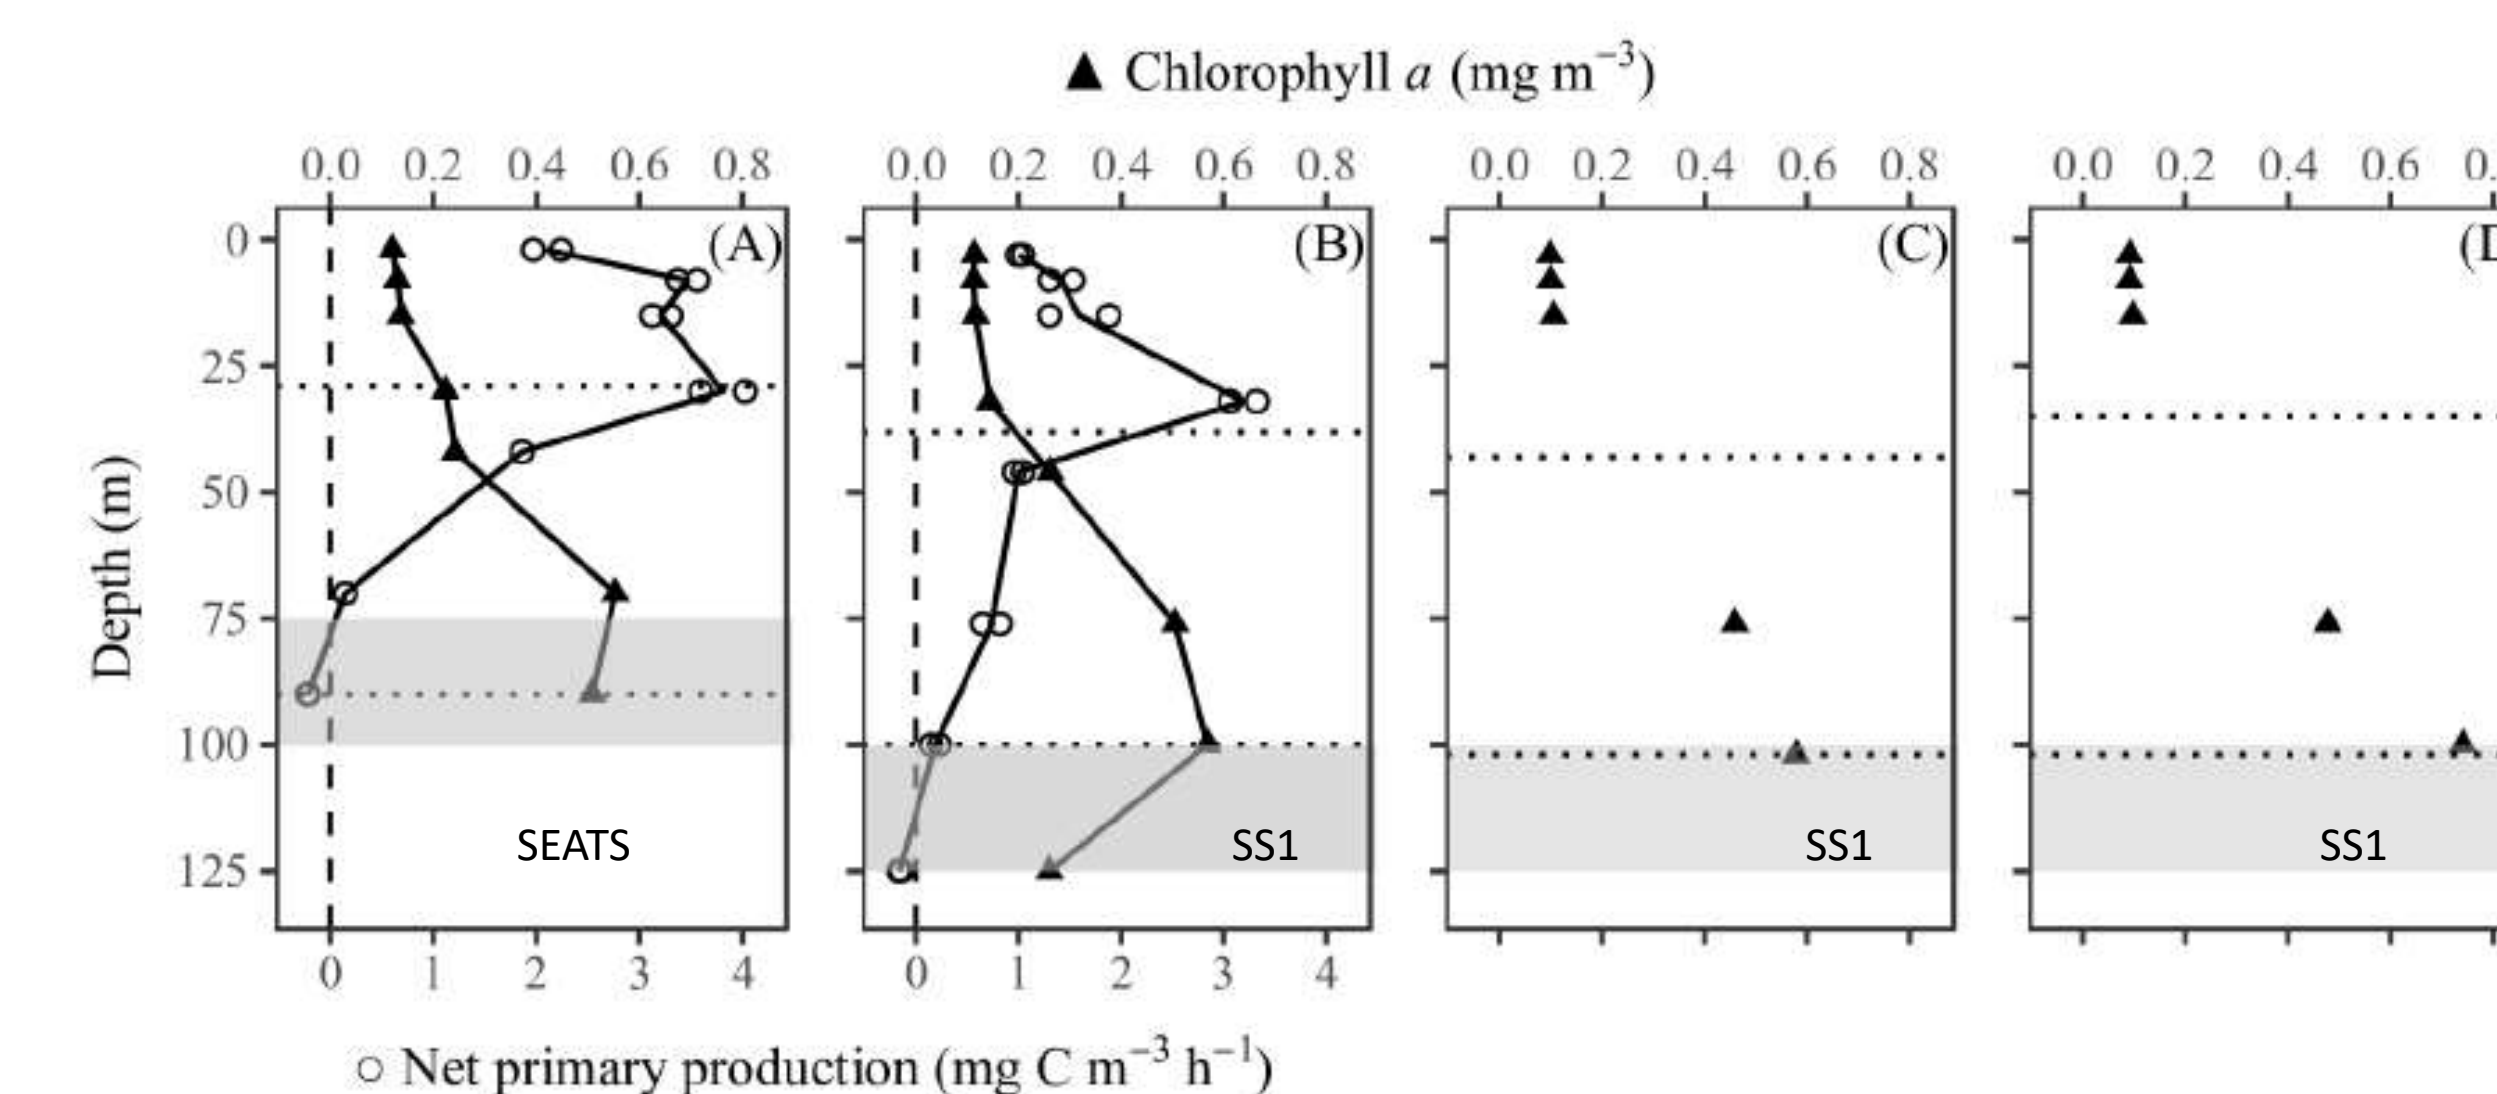 ▲ Chlorophyll a (mg m⁻³)
0.0 0.2 0.4 0.6 0.8 0.0 0.2 0.4 0.6 0.8 0.0 0.2 0.4 0.6 0.8 0.0 0.2 0.4 0.6
(A) (B) (C)
0
25
50
75
100
125
Depth (m)
SEATS SS1 SS1 SS1
0 1 2 3 4 0 1 2 3 4
○ Net primary production (mg C m⁻³ h⁻¹)